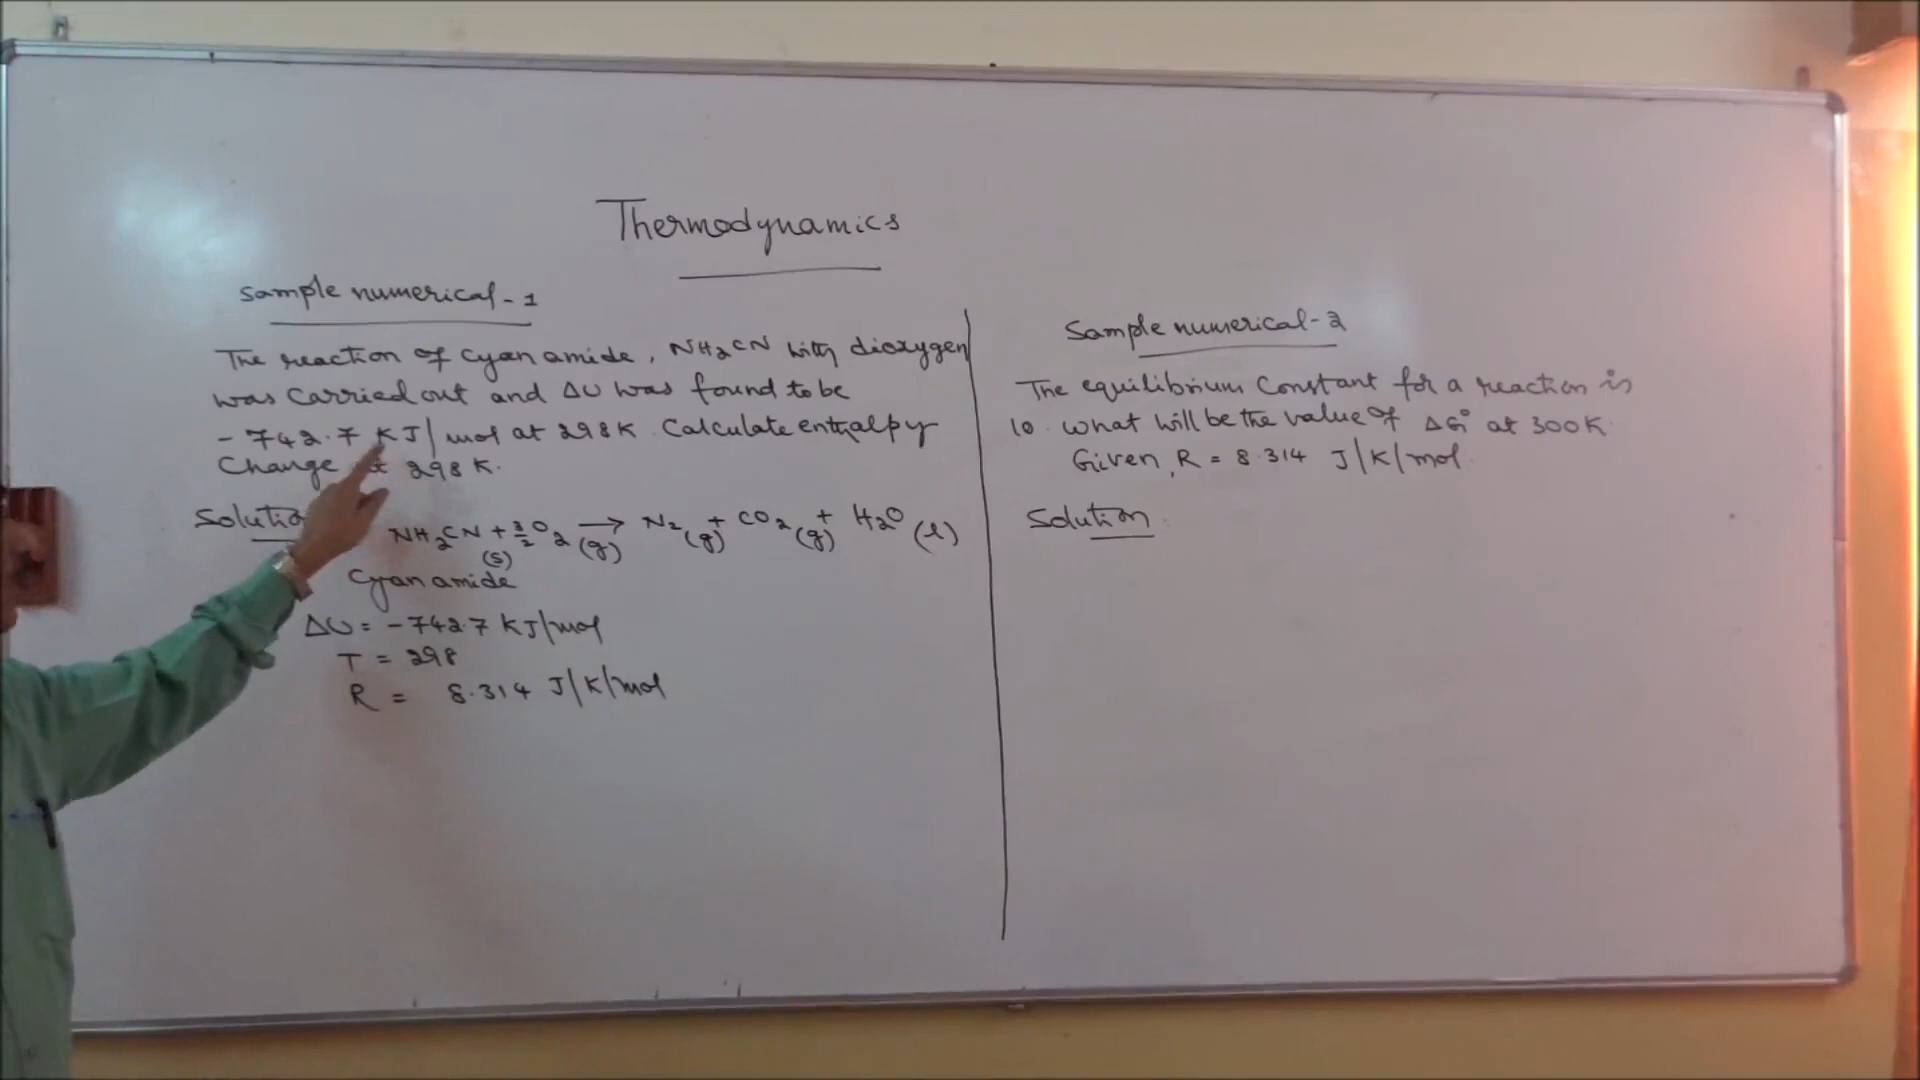 Thermodynamics
Sample numerical-1
The reaction of cyanamide, NH2CN with dioxygen
was carried out and ΔU was found to be
-742.7 KJ/mol at 298K. Calculate enthalpy
Change at 298 K.
Solution
NH2CN (s) + 3/2 O2 (g) → N2 (g) + CO2 (g) + H2O (l)
Cyanamide
ΔU = -742.7 KJ/mol
T = 298
R = 8.314 J/K/mol
Sample numerical-2
The equilibrium Constant for a reaction is
10. What will be the value of ΔG° at 300K.
Given, R = 8.314 J/K/mol.
Solution